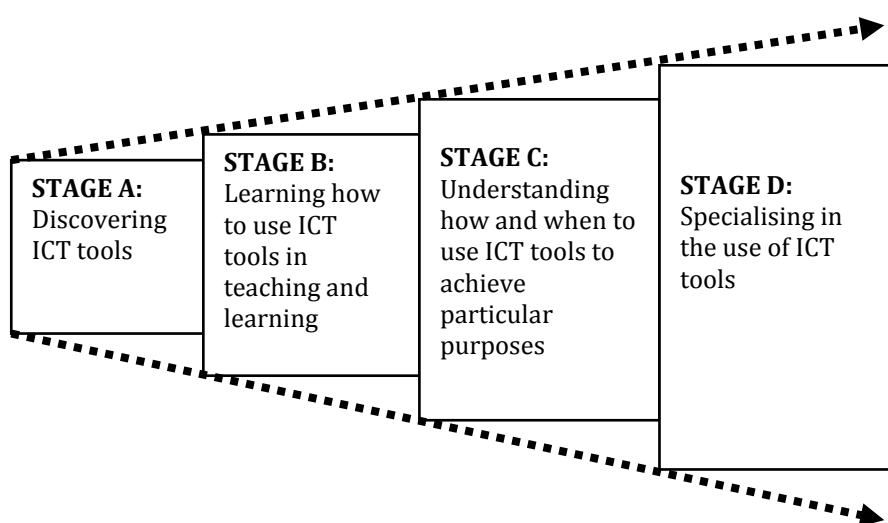 STAGE A:
Discovering
ICT tools
STAGE B:
Learning how
to use ICT
tools in
teaching and
learning
STAGE C:
Understanding
how and when to
use ICT tools to
achieve
particular
purposes
STAGE D:
Specialising in
the use of ICT
tools